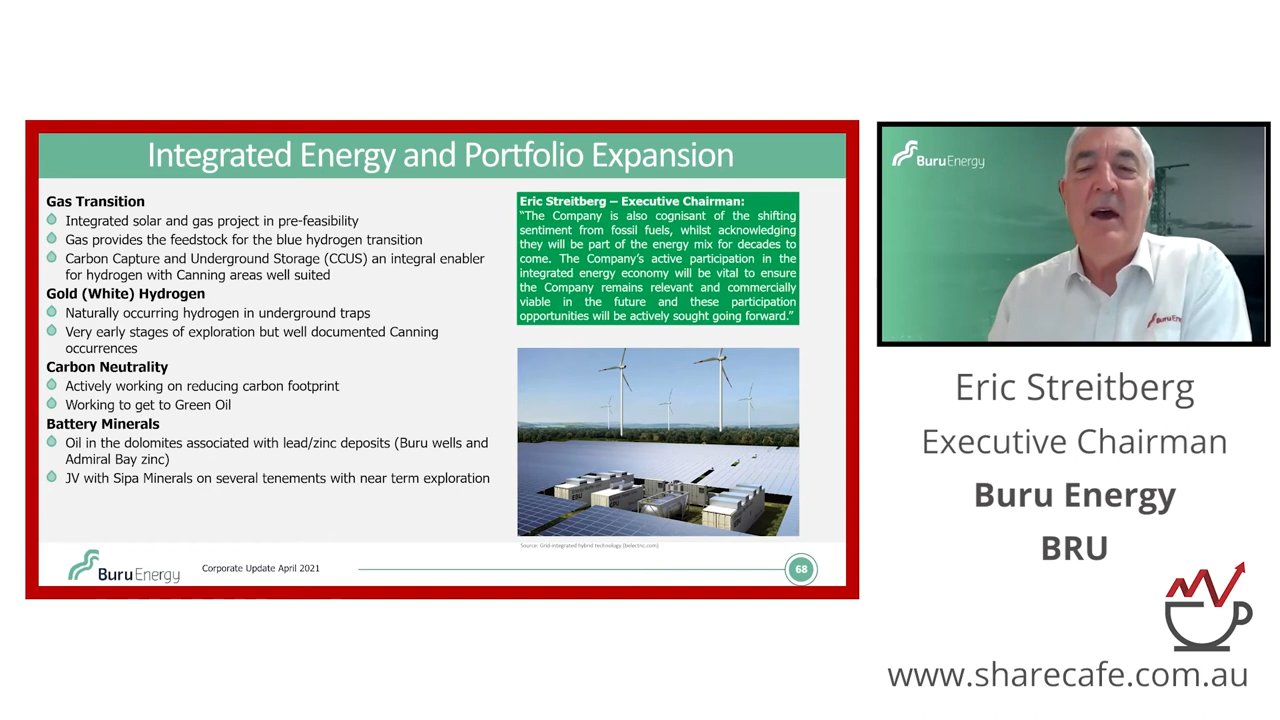 Integrated Energy and Portfolio Expansion
Gas Transition
Integrated solar and gas project in pre-feasibility
Gas provides the feedstock for the blue hydrogen transition
Carbon Capture and Underground Storage (CCUS) an integral enabler
for hydrogen with Canning areas well suited
Gold (White) Hydrogen
Naturally occurring hydrogen in underground traps
Very early stages of exploration but well documented Canning
occurrences
Carbon Neutrality
Actively working on reducing carbon footprint
Working to get to Green Oil
Battery Minerals
Oil in the dolomites associated with lead/zinc deposits (Buru wells and
Admiral Bay zinc)
JV with Sipa Minerals on several tenements with near term exploration
Eric Streitberg – Executive Chairman:
“The Company is also cognisant of the shifting
sentiment from fossil fuels, whilst acknowledging
they will be part of the energy mix for decades to
come. The Company’s active participation in the
integrated energy economy will be vital to ensure
the Company remains relevant and commercially
viable in the future and these participation
opportunities will be actively sought going forward.”
Source: Grid-integrated hybrid technology (belectric.com)
Buru Energy
Corporate Update April 2021
68
Buru Energy
Eric Streitberg
Executive Chairman
Buru Energy
BRU
www.sharecafe.com.au